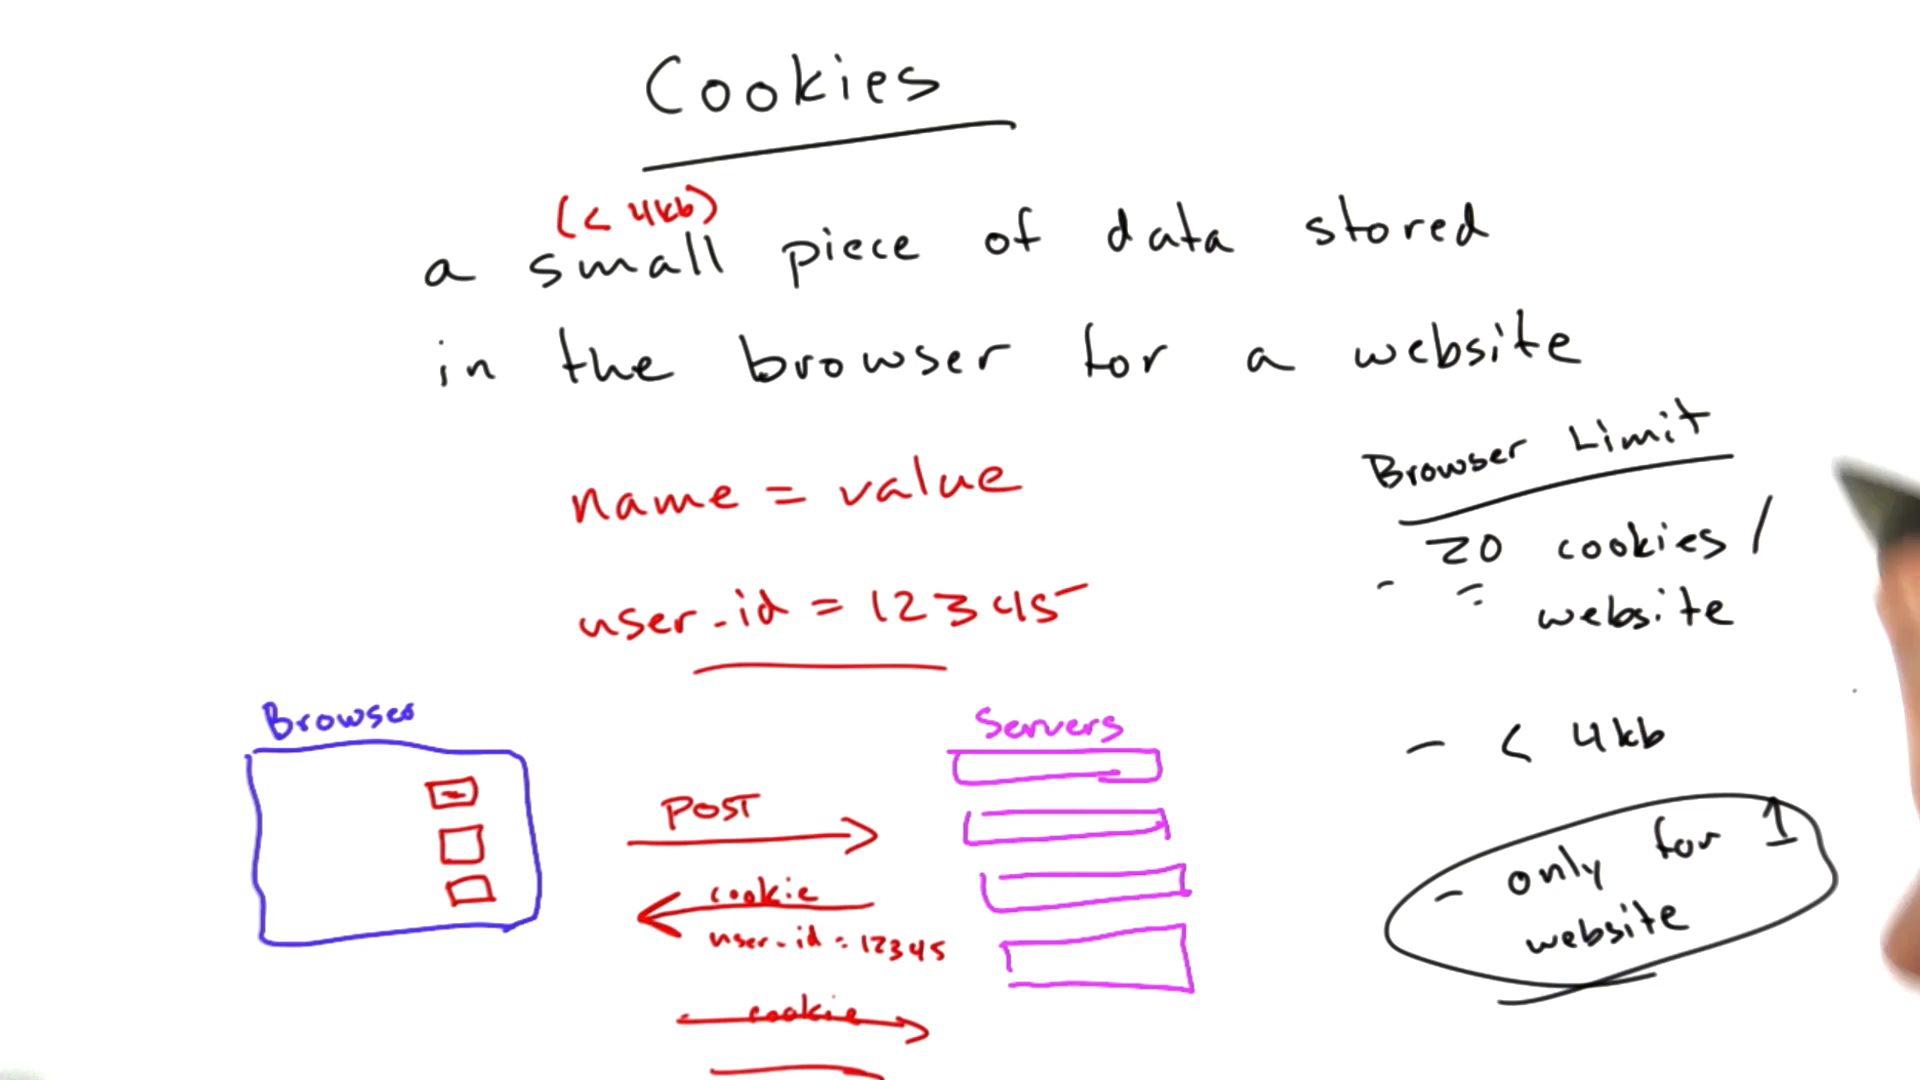 Cookies
(< 4kb)
a small piece of data stored
in the browser for a website
name = value
user_id = 12345
Browser Limit
- 20 cookies /
website
- < 4kb
- only for 1
website
Browser
Servers
POST
cookie
user_id = 12345
cookie